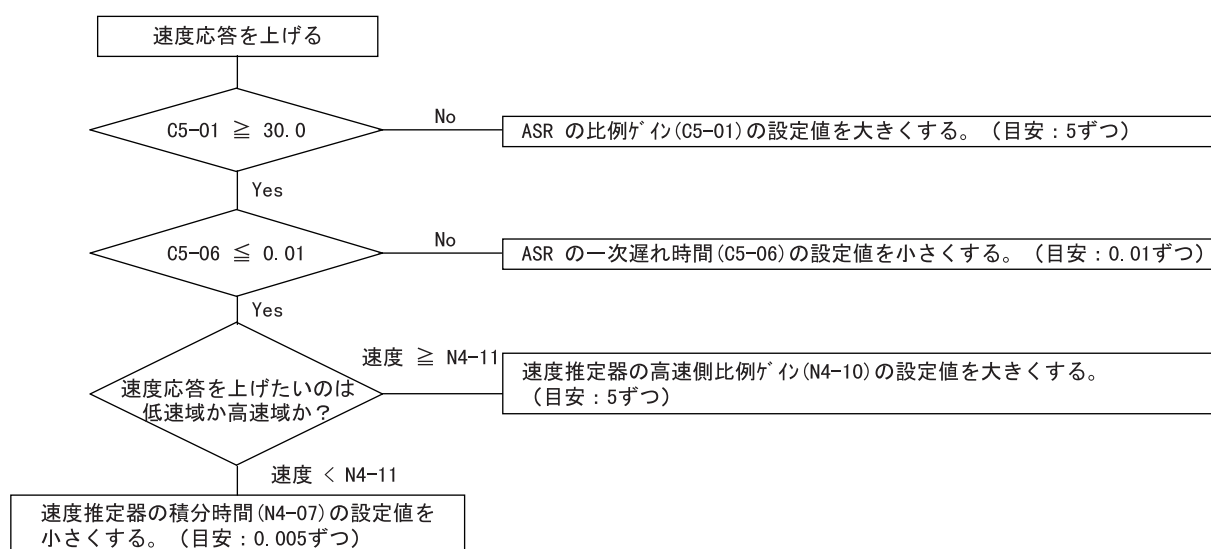 速度応答を上げる
C5-01 ≧ 30.0
No
ASR の比例ｹﾞｲﾝ(C5-01)の設定値を大きくする。（目安：5ずつ）
Yes
C5-06 ≦ 0.01
No
ASR の一次遅れ時間(C5-06)の設定値を小さくする。（目安：0.01ずつ）
Yes
速度 ≧ N4-11
速度応答を上げたいのは
低速域か高速域か？
速度推定器の高速側比例ｹﾞｲﾝ(N4-10)の設定値を大きくする。
（目安：5ずつ）
速度 < N4-11
速度推定器の積分時間(N4-07)の設定値を
小さくする。（目安：0.005ずつ）